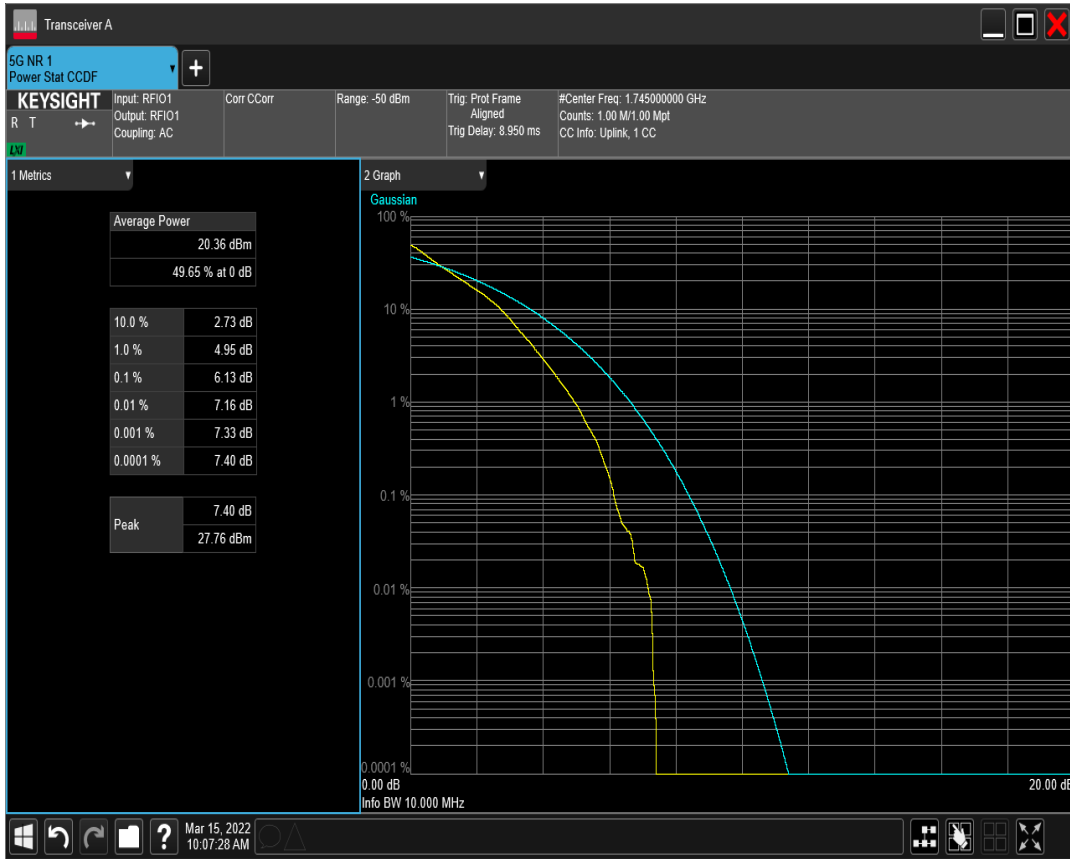 Transceiver A
5G NR 1
Power Stat CCDF
KEYSIGHT
R T
LXI
Input: RFIO1
Output: RFIO1
Coupling: AC
Corr CCorr
Range: -50 dBm
Trig: Prot Frame
Aligned
Trig Delay: 8.950 ms
#Center Freq: 1.745000000 GHz
Counts: 1.00 M/1.00 Mpt
CC Info: Uplink, 1 CC
1 Metrics
Average Power
20.36 dBm
49.65 % at 0 dB
10.0 % 2.73 dB
1.0 % 4.95 dB
0.1 % 6.13 dB
0.01 % 7.16 dB
0.001 % 7.33 dB
0.0001 % 7.40 dB
Peak
7.40 dB
27.76 dBm
2 Graph
Gaussian
100 %
10 %
1 %
0.1 %
0.01 %
0.001 %
0.0001 %
0.00 dB 20.00 dB
Info BW 10.000 MHz
?
Mar 15, 2022
10:07:28 AM